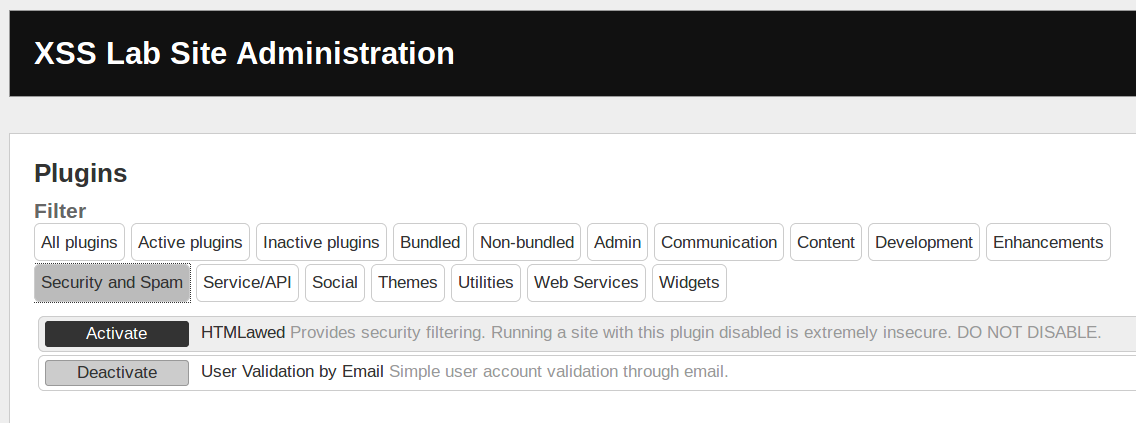 XSS Lab Site Administration
Plugins
Filter
All plugins Active plugins Inactive plugins Bundled Non-bundled Admin Communication Content Development Enhancements
Security and Spam Service/API Social Themes Utilities Web Services Widgets
Activate HTMLawed Provides security filtering. Running a site with this plugin disabled is extremely insecure. DO NOT DISABLE.
Deactivate User Validation by Email Simple user account validation through email.